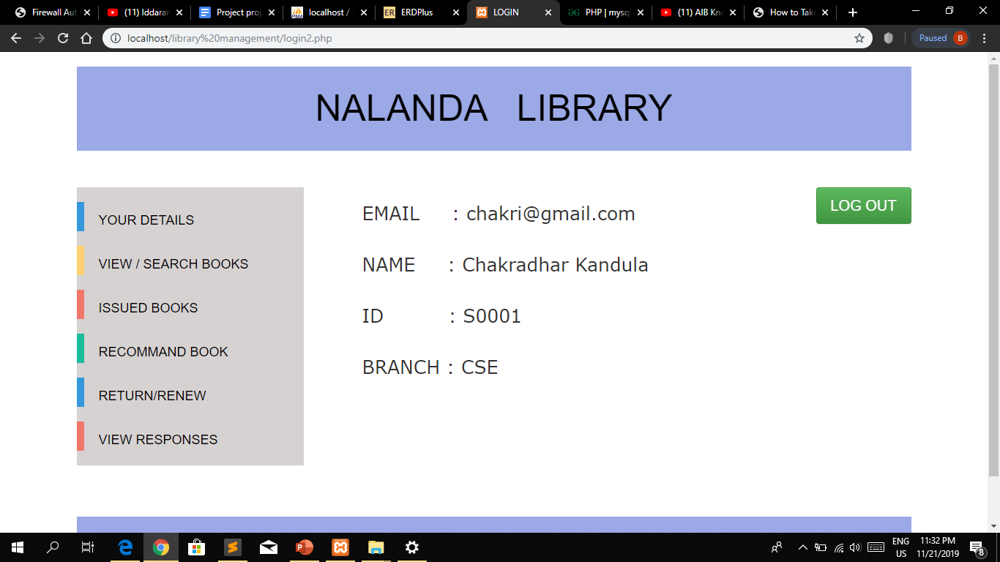 Firewall Aut
(11) Iddarar
Project prop
localhost /
ERDPlus
LOGIN
PHP | mysq
(11) AIB Kno
How to Take
localhost/library%20management/login2.php
Paused
B
NALANDA LIBRARY
YOUR DETAILS
VIEW / SEARCH BOOKS
ISSUED BOOKS
RECOMMAND BOOK
RETURN/RENEW
VIEW RESPONSES
EMAIL : chakri@gmail.com
NAME : Chakradhar Kandula
ID : S0001
BRANCH : CSE
LOG OUT
ENG
US
11:32 PM
11/21/2019
8